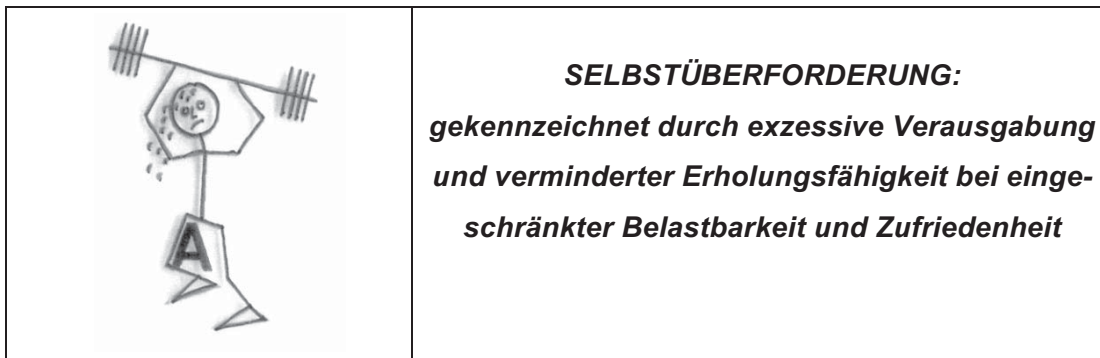 SELBSTÜBERFORDERUNG:
gekennzeichnet durch exzessive Verausgabung
und verminderter Erholungsfähigkeit bei einge-
schränkter Belastbarkeit und Zufriedenheit
A